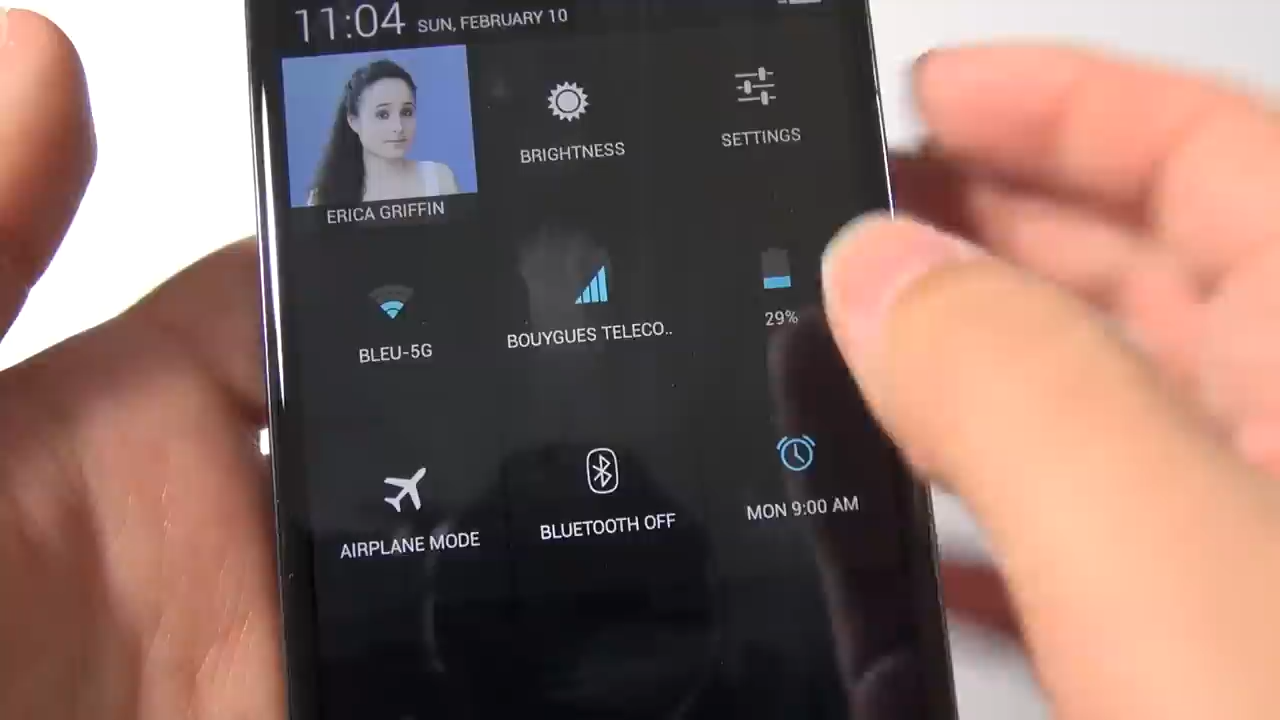 11:04 SUN, FEBRUARY 10
BRIGHTNESS
SETTINGS
ERICA GRIFFIN
BLEU-5G
BOUYGUES TELECO..
29%
AIRPLANE MODE
BLUETOOTH OFF
MON 9:00 AM